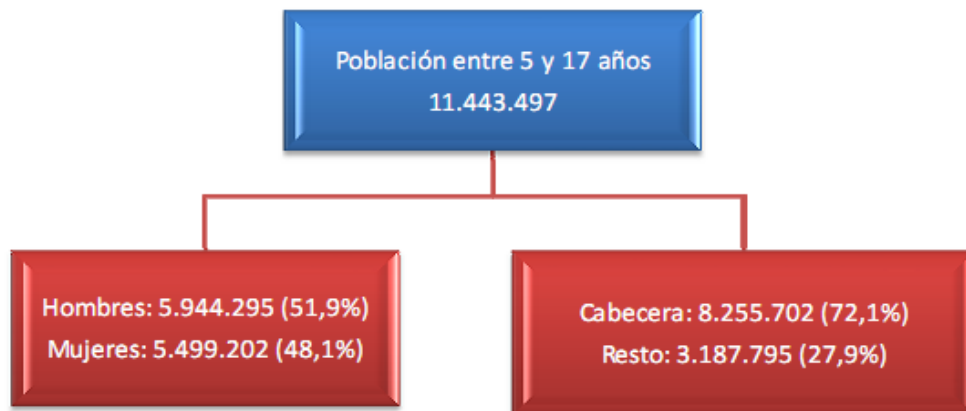 Población entre 5 y 17 años
11.443.497
Hombres: 5.944.295 (51,9%)
Mujeres: 5.499.202 (48,1%)
Cabecera: 8.255.702 (72,1%)
Resto: 3.187.795 (27,9%)